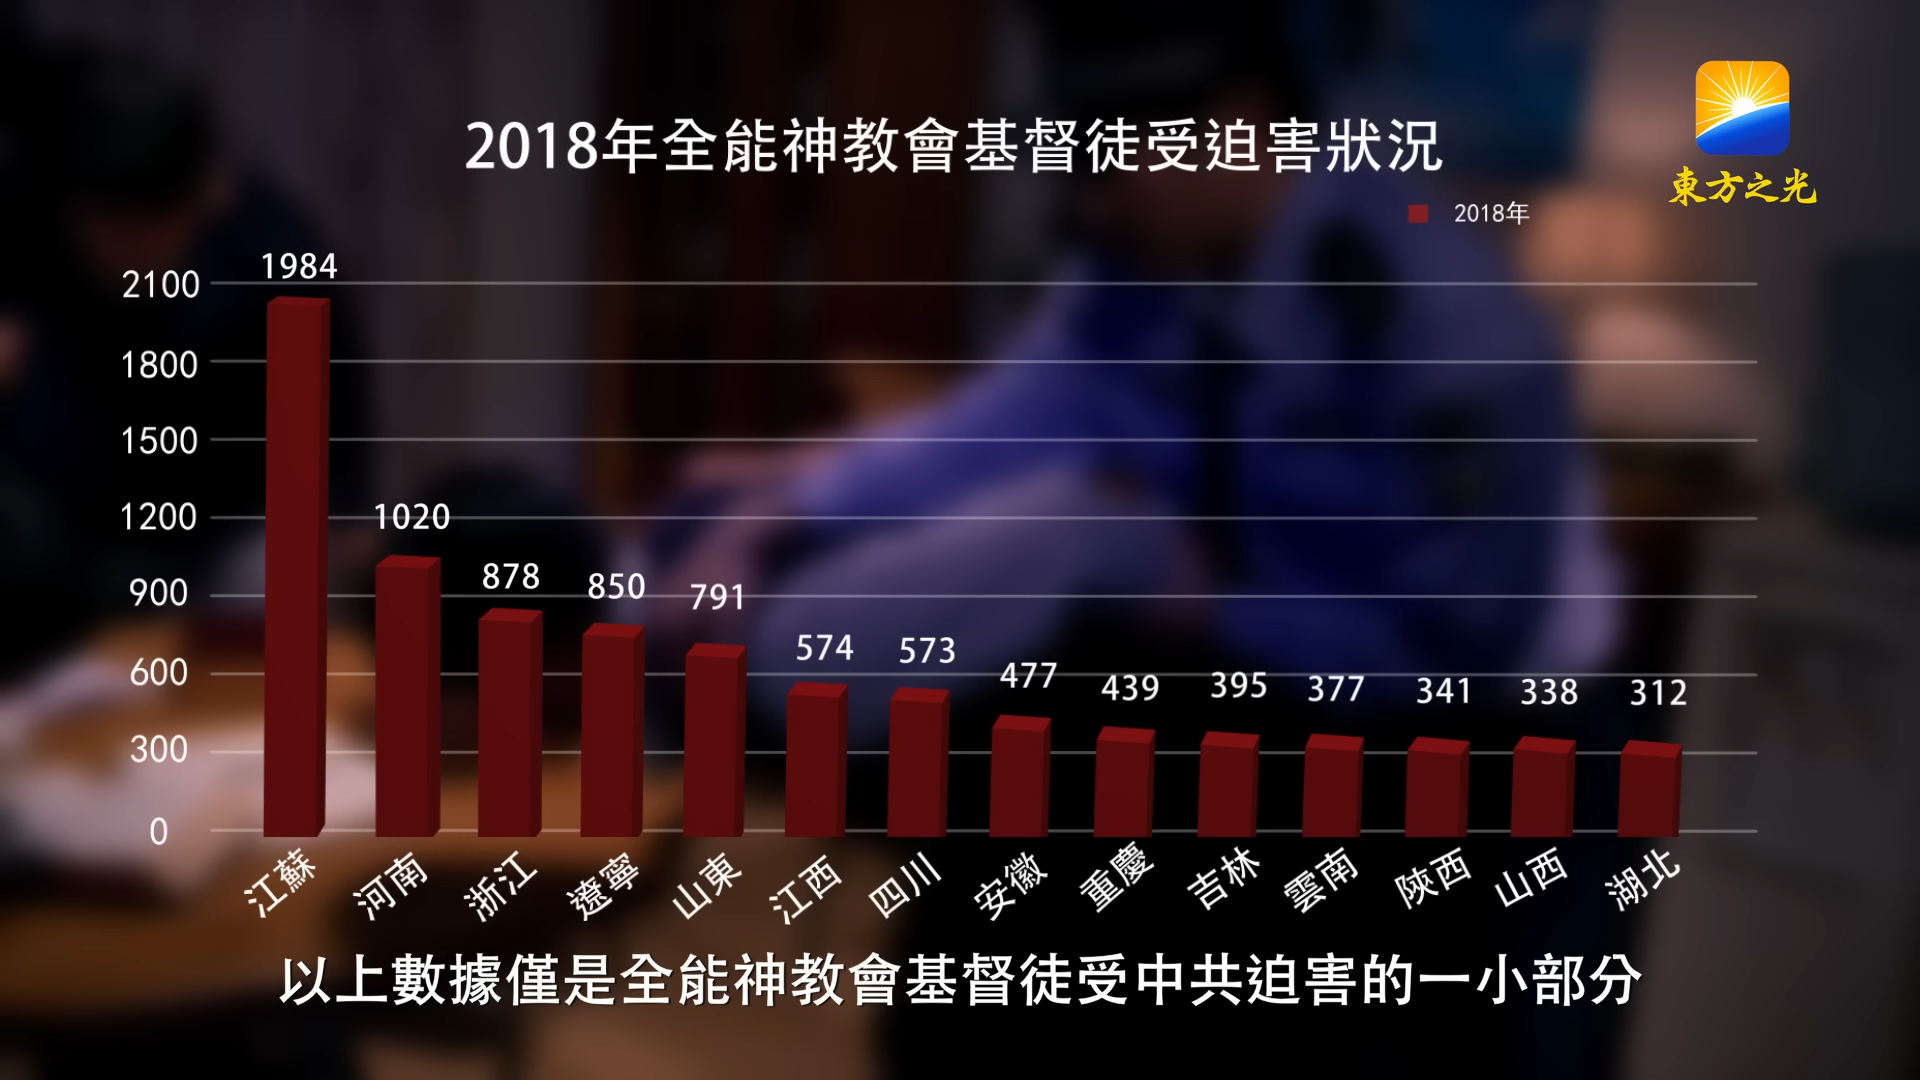 2018年全能神教會基督徒受迫害狀況
東方之光
2018年
2100
1800
1500
1200
900
600
300
0
1984
1020
878
850
791
574
573
477
439
395
377
341
338
312
江蘇
河南
浙江
遼寧
山東
江西
四川
安徽
重慶
吉林
雲南
陝西
山西
湖北
以上數據僅是全能神教會基督徒受中共迫害的一小部分